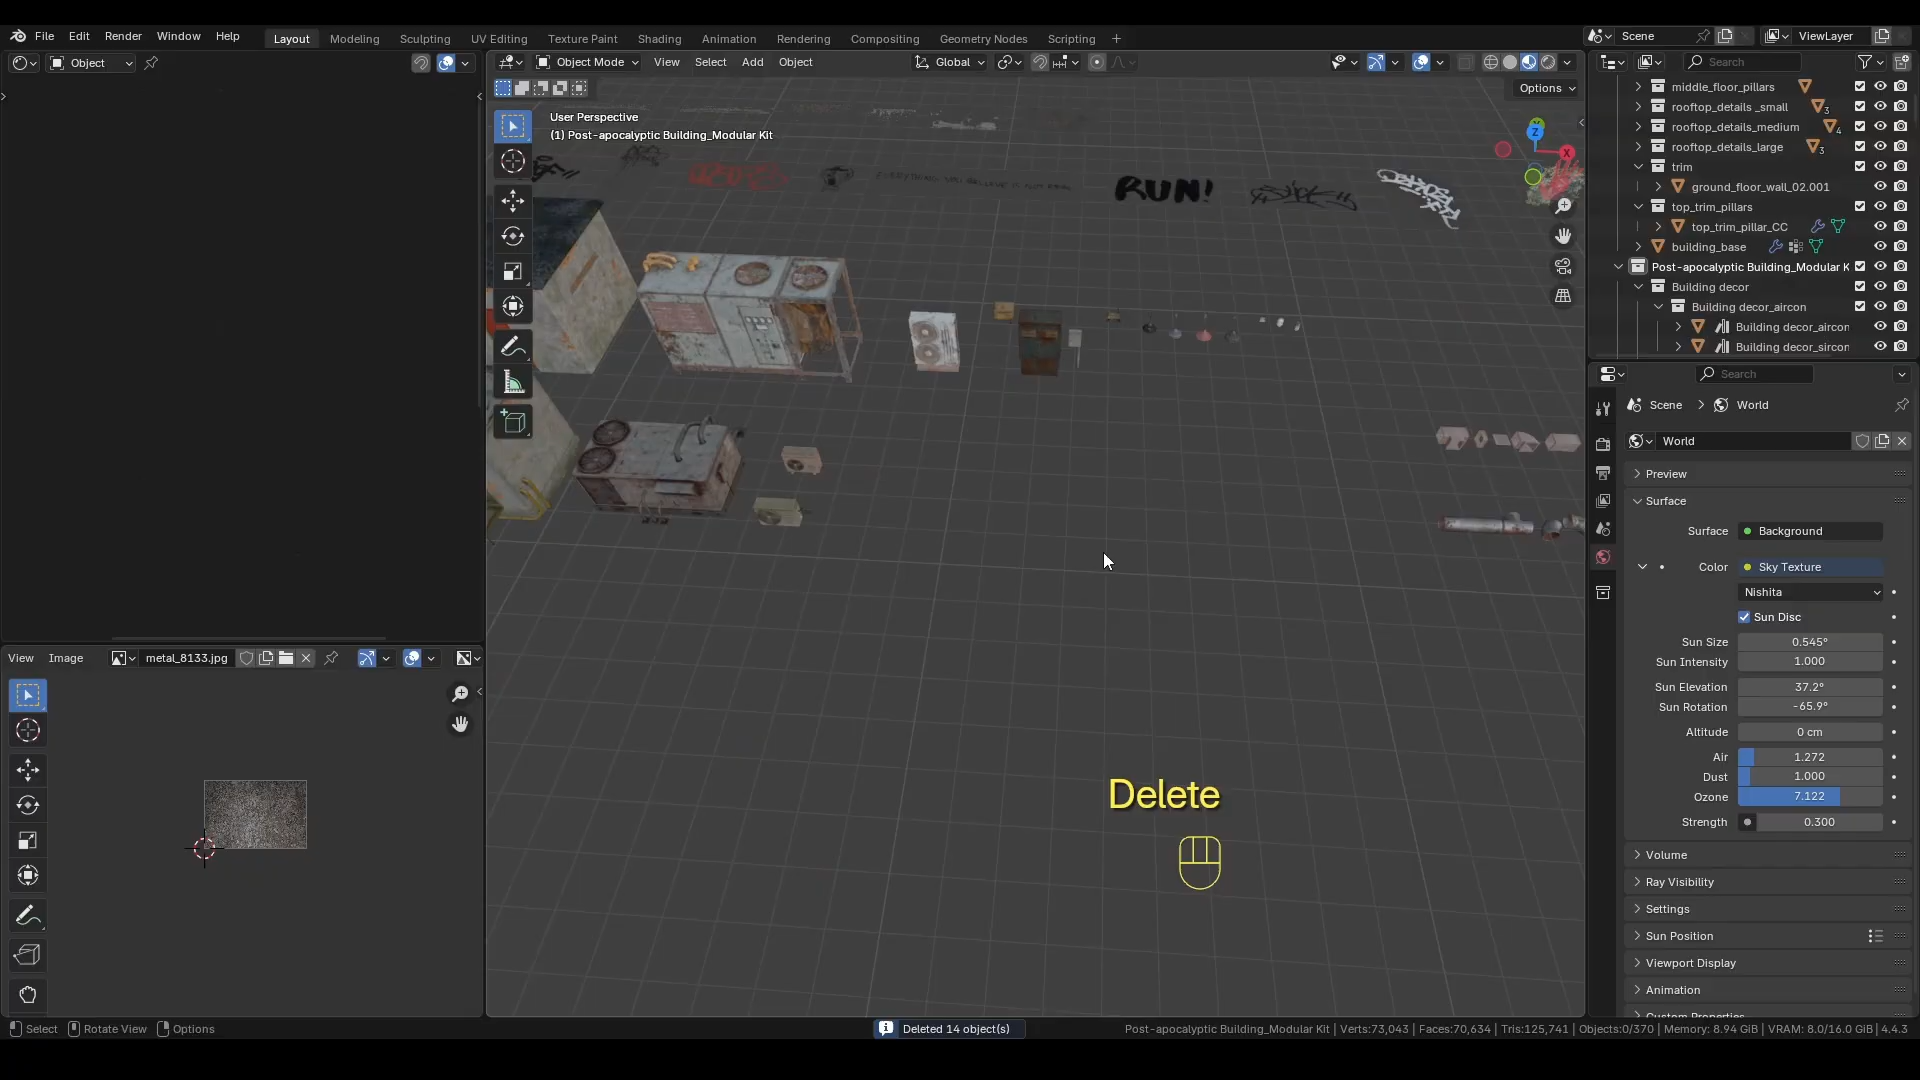 File Edit Render Window Help
Layout Modeling Sculpting UV Editing Texture Paint Shading Animation Rendering Compositing Geometry Nodes Scripting +
Scene ViewLayer
Object
Object Mode View Select Add Object Global
Options
Search
User Perspective
(1) Post-apocalyptic Building_Modular Kit
RUN!
Z
X
middle_floor_pillars
rooftop_details _small 3
rooftop_details_medium 4
rooftop_details_large 3
trim
ground_floor_wall_02.001
top_trim_pillars
top_trim_pillar_CC
building_base
Post-apocalyptic Building_Modular K
Building decor
Building decor_aircon
Building decor_aircon
Building decor_sircon
Search
Scene > World
World
Preview
Surface
Surface Background
Color Sky Texture
Nishita
Sun Disc
Sun Size 0.545°
Sun Intensity 1.000
Sun Elevation 37.2°
Sun Rotation -65.9°
Altitude 0 cm
Air 1.272
Dust 1.000
Ozone 7.122
Strength 0.300
Volume
Ray Visibility
Settings
Sun Position
Viewport Display
Animation
Custom Properties
View Image metal_8133.jpg
Delete
Select Rotate View Options
Deleted 14 object(s)
Post-apocalyptic Building_Modular Kit | Verts:73,043 | Faces:70,634 | Tris:125,741 | Objects:0/370 | Memory: 8.94 GiB | VRAM: 8.0/16.0 GiB | 4.4.3